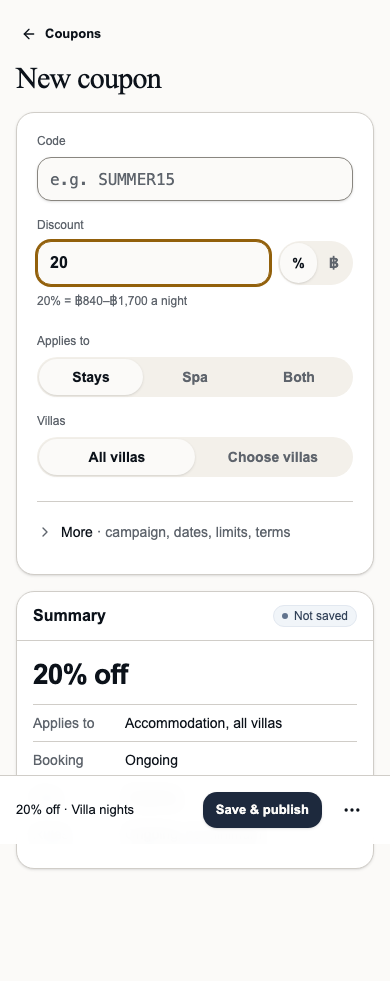 Coupons
New coupon
Code
e.g. SUMMER15
Discount
20
% ฿
20% = ฿840–฿1,700 a night
Applies to
Stays Spa Both
Villas
All villas Choose villas
More · campaign, dates, limits, terms
Summary
Not saved
20% off
Applies to Accommodation, all villas
Booking Ongoing
20% off · Villa nights
Save & publish